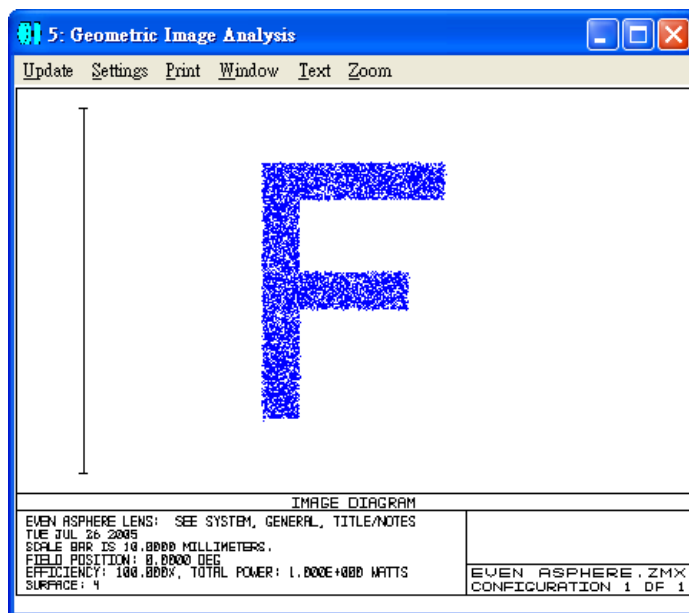 5: Geometric Image Analysis
Update Settings Print Window Text Zoom
F
IMAGE DIAGRAM
EVEN ASPHERE LENS: SEE SYSTEM, GENERAL, TITLE/NOTES
TUE JUL 26 2005
SCALE BAR IS 10.0000 MILLIMETERS.
FIELD POSITION: 0.0000 DEG
EFFICIENCY: 100.000%, TOTAL POWER: 1.000E+000 WATTS
SURFACE: 4
EVEN ASPHERE.ZMX
CONFIGURATION 1 OF 1